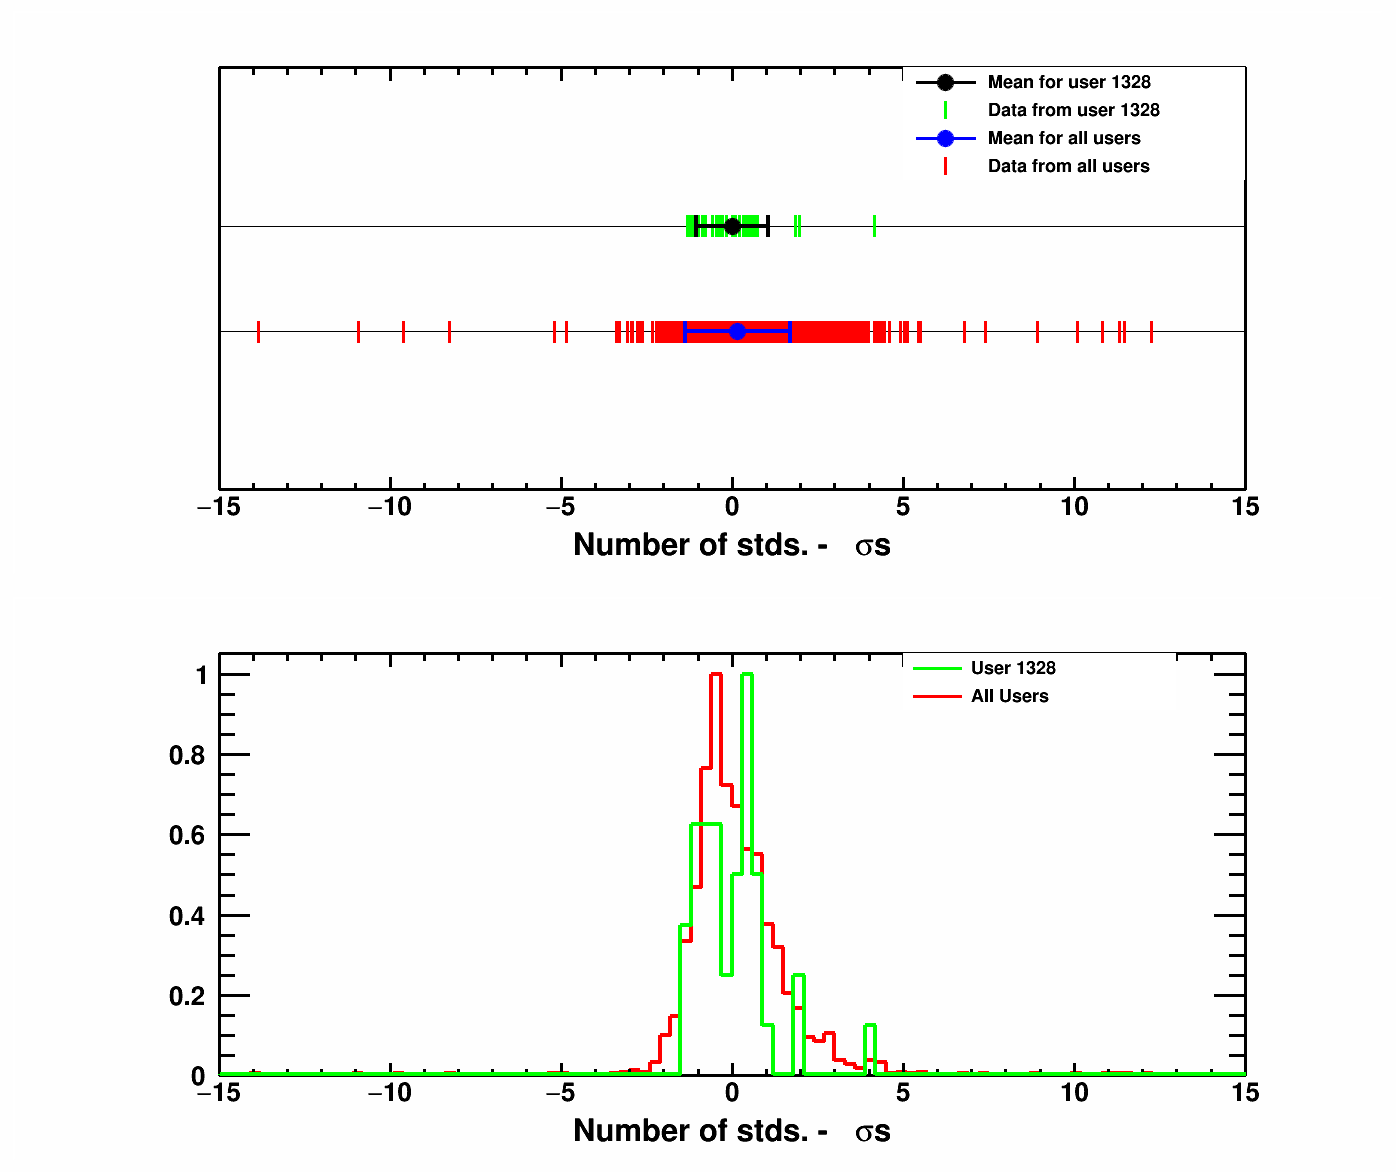 Mean for user 1328
Data from user 1328
Mean for all users
Data from all users
−15 −10 −5 0 5 10 15
Number of stds. - σs
User 1328
All Users
1
0.8
0.6
0.4
0.2
0
−15 −10 −5 0 5 10 15
Number of stds. - σs